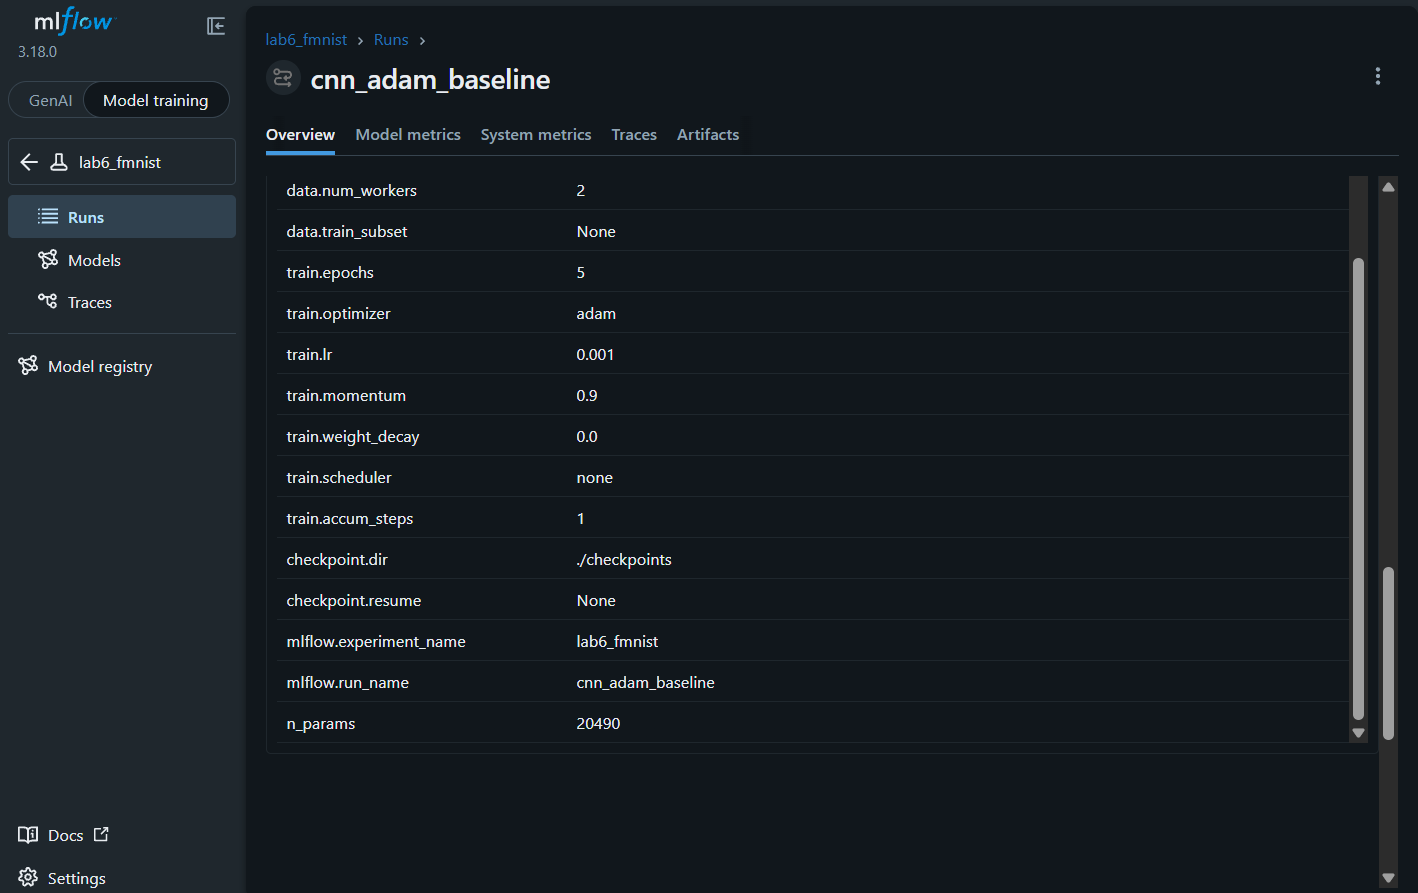 mlflow
3.18.0
GenAI
Model training
lab6_fmnist
Runs
Models
Traces
Model registry
Docs
Settings
lab6_fmnist > Runs >
cnn_adam_baseline
Overview Model metrics System metrics Traces Artifacts
data.num_workers 2
data.train_subset None
train.epochs 5
train.optimizer adam
train.lr 0.001
train.momentum 0.9
train.weight_decay 0.0
train.scheduler none
train.accum_steps 1
checkpoint.dir ./checkpoints
checkpoint.resume None
mlflow.experiment_name lab6_fmnist
mlflow.run_name cnn_adam_baseline
n_params 20490